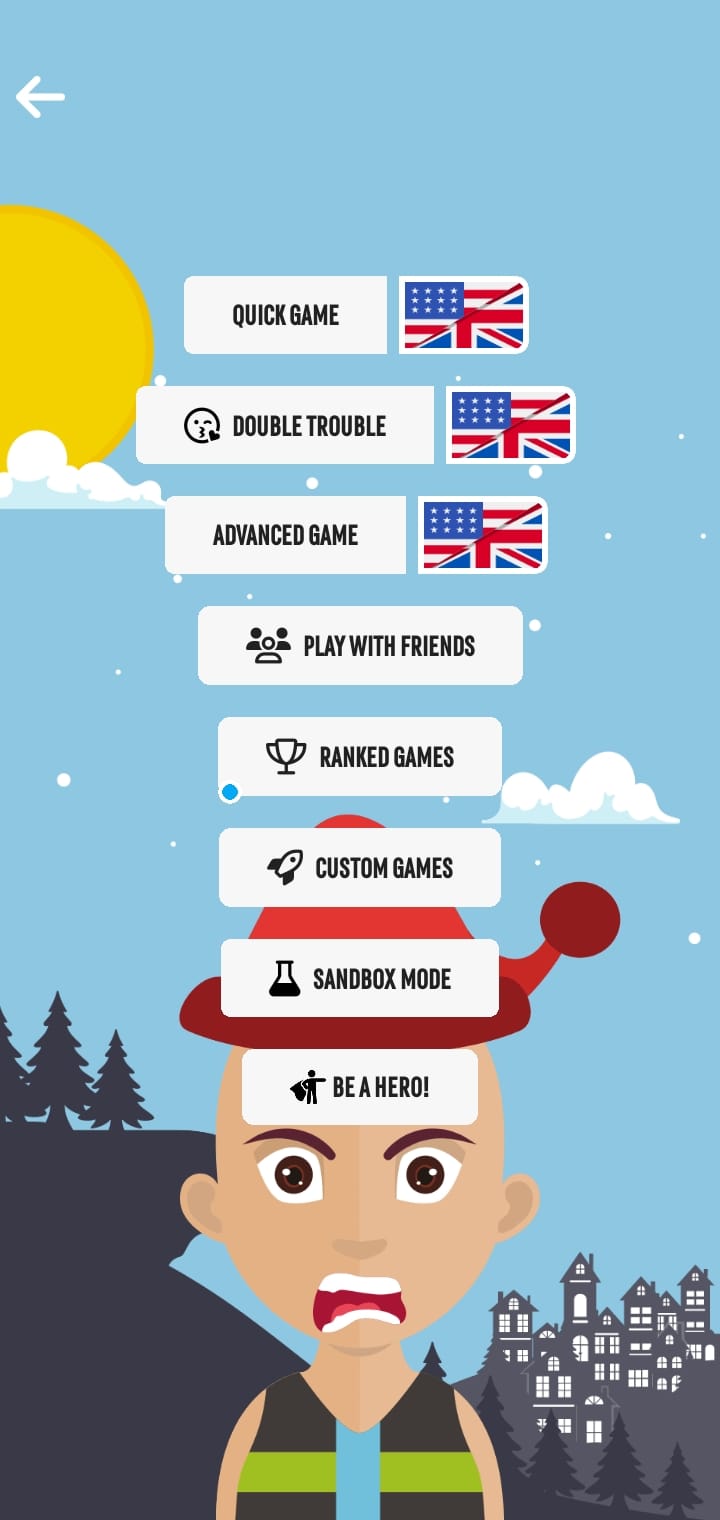 QUICK GAME
DOUBLE TROUBLE
ADVANCED GAME
PLAY WITH FRIENDS
RANKED GAMES
CUSTOM GAMES
SANDBOX MODE
BE A HERO!